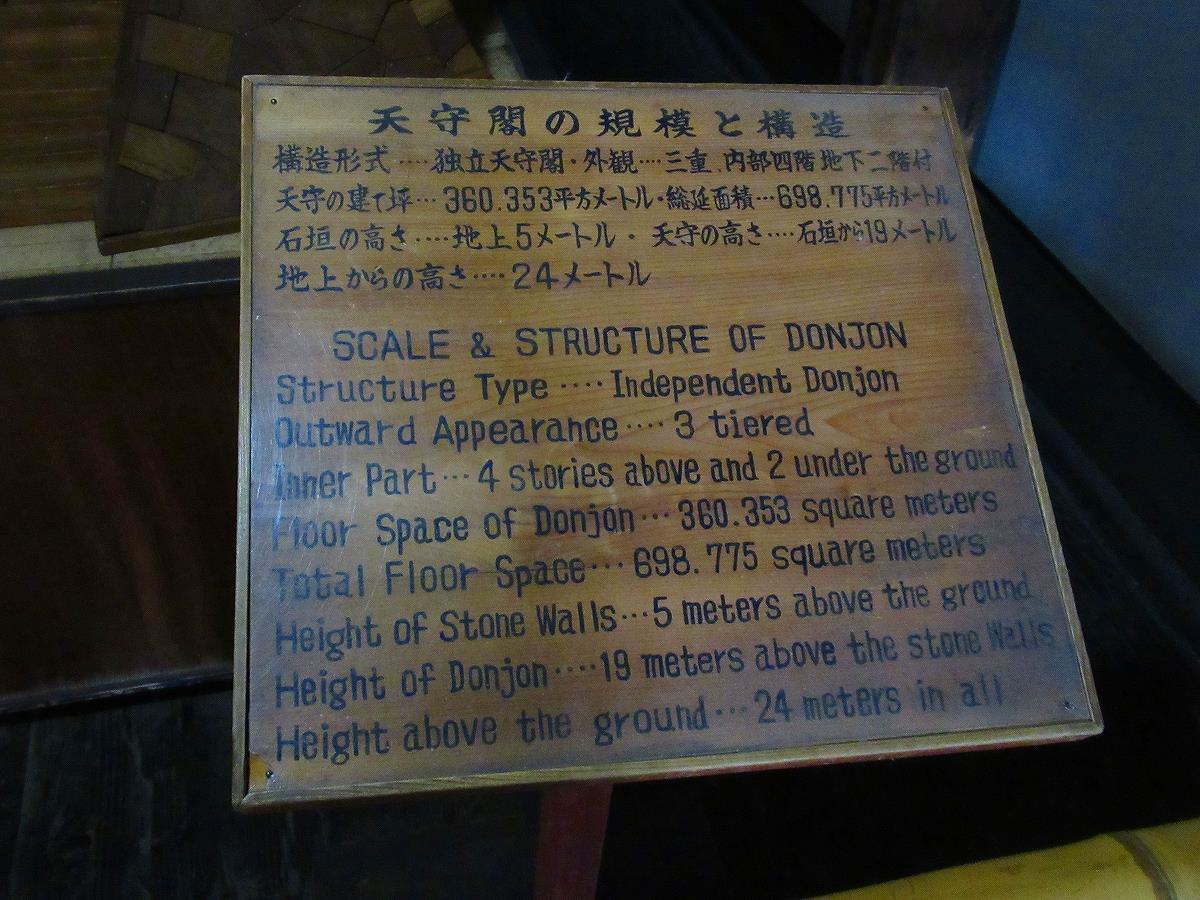 天守閣の規模と構造
構造形式‥‥独立天守閣・外観‥‥三重、内部四階地下二階付
天守の建て坪…360.353平方メートル・総延面積…698.775平方メートル
石垣の高さ‥‥地上5メートル・天守の高さ‥‥石垣から19メートル
地上からの高さ‥‥24メートル
SCALE & STRUCTURE OF DONJON
Structure Type ‥‥ Independent Donjon
Outward Appearance‥‥ 3 tiered
Inner Part… 4 stories above and 2 under the ground
Floor Space of Donjon… 360.353 square meters
Total Floor Space… 698.775 square meters
Height of Stone Walls…5 meters above the ground
Height of Donjon‥‥19 meters above the stone Walls
Height above the ground…24 meters in all